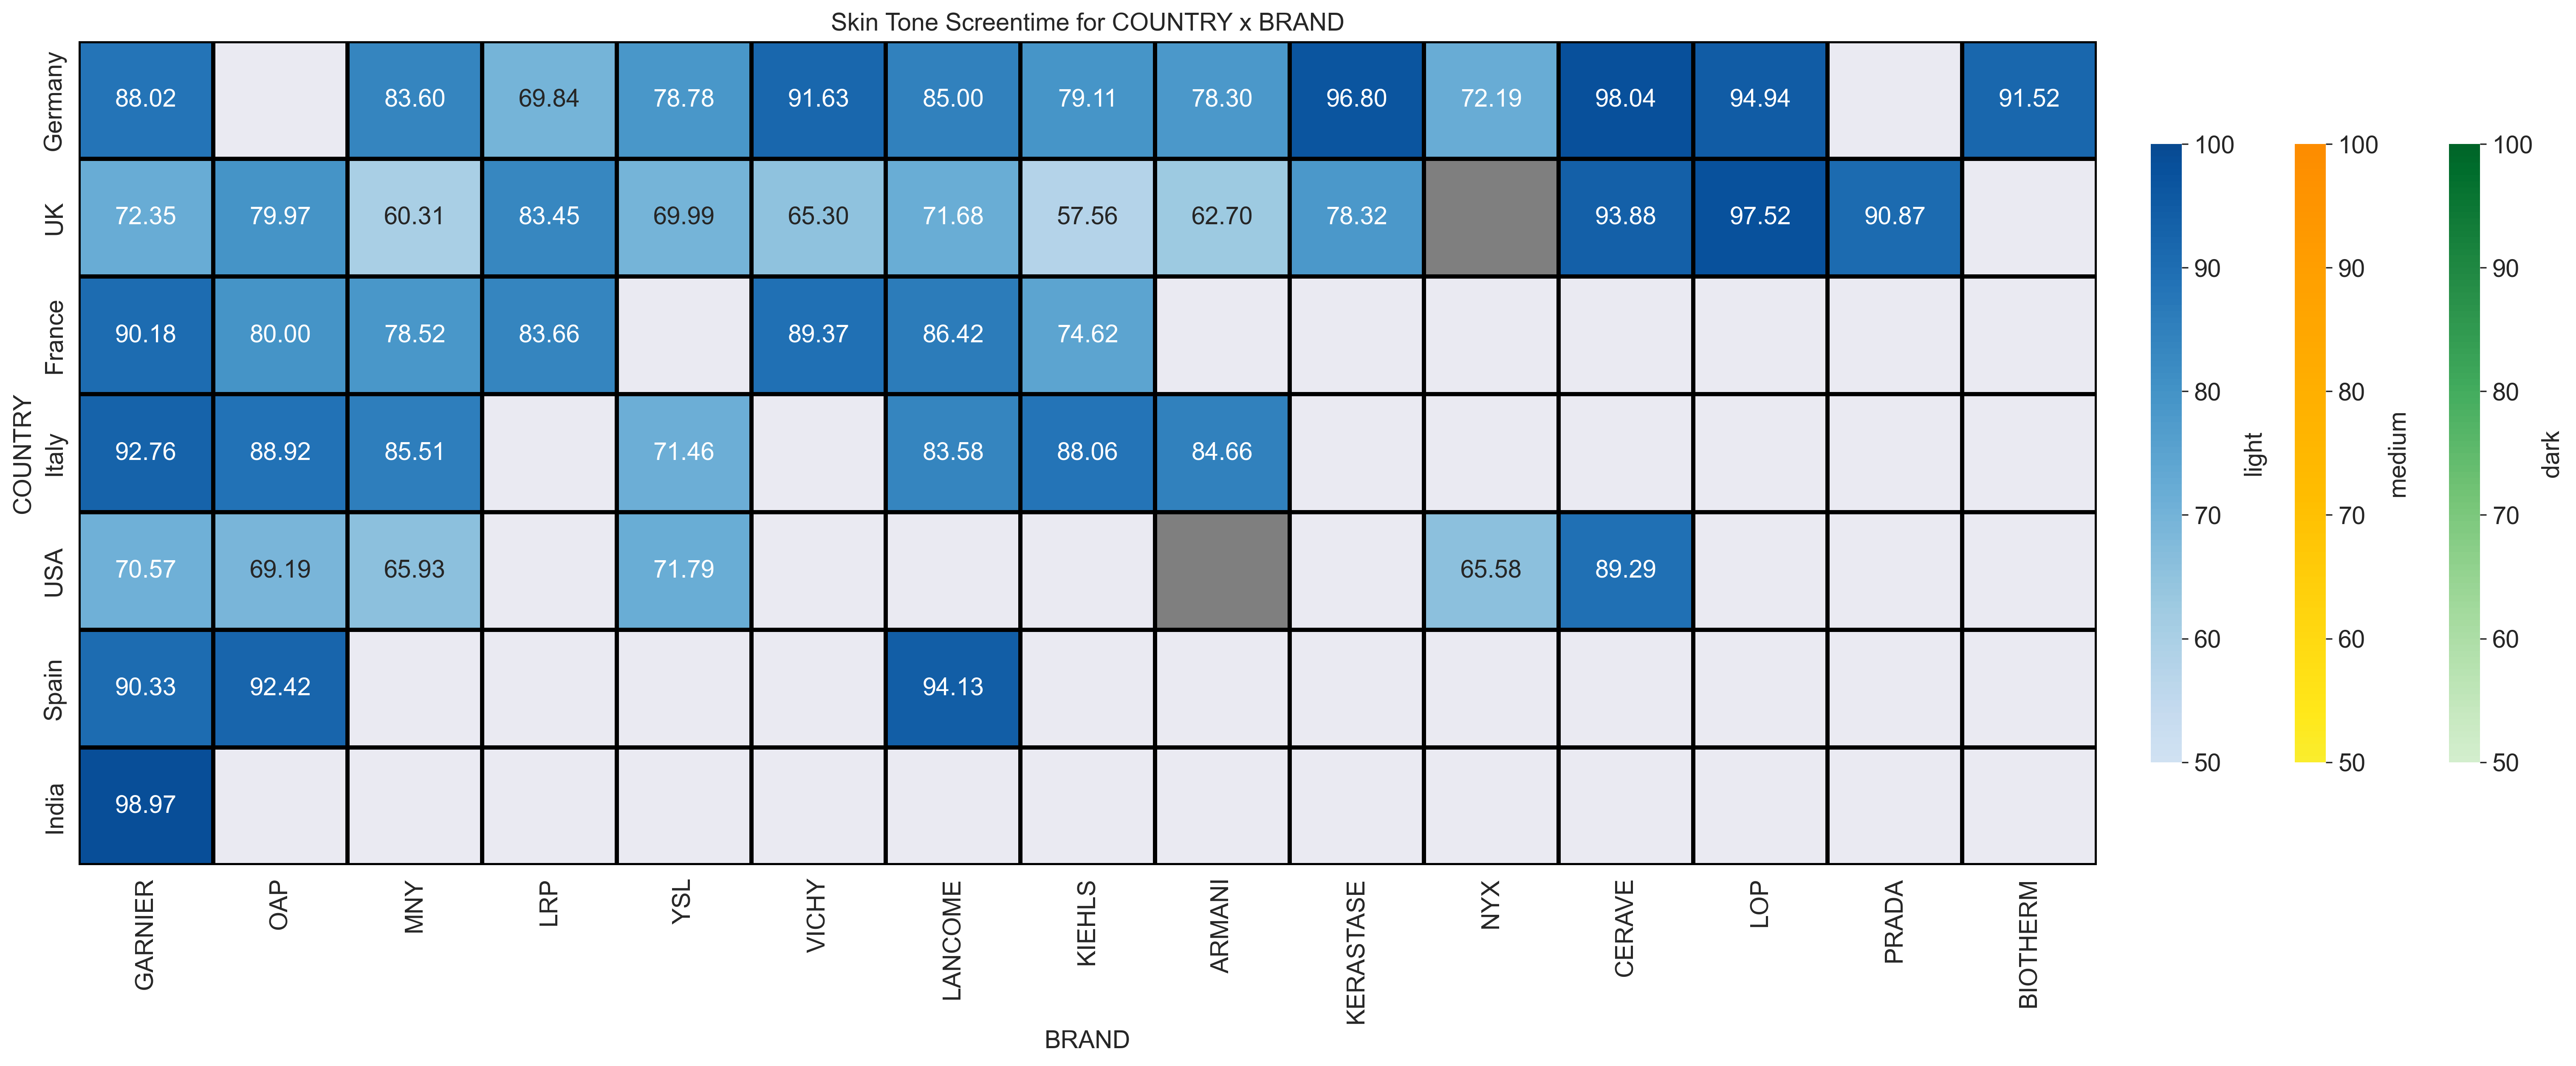 Skin Tone Screentime for COUNTRY x BRAND
COUNTRY
Germany
88.02 83.60 69.84 78.78 91.63 85.00 79.11 78.30 96.80 72.19 98.04 94.94 91.52
UK
72.35 79.97 60.31 83.45 69.99 65.30 71.68 57.56 62.70 78.32 93.88 97.52 90.87
France
90.18 80.00 78.52 83.66 89.37 86.42 74.62
Italy
92.76 88.92 85.51 71.46 83.58 88.06 84.66
USA
70.57 69.19 65.93 71.79 65.58 89.29
Spain
90.33 92.42 94.13
India
98.97
GARNIER
OAP
MNY
LRP
YSL
VICHY
LANCOME
KIEHLS
ARMANI
KERASTASE
NYX
CERAVE
LOP
PRADA
BIOTHERM
BRAND
100
90
80
70
60
50
light
100
90
80
70
60
50
medium
100
90
80
70
60
50
dark